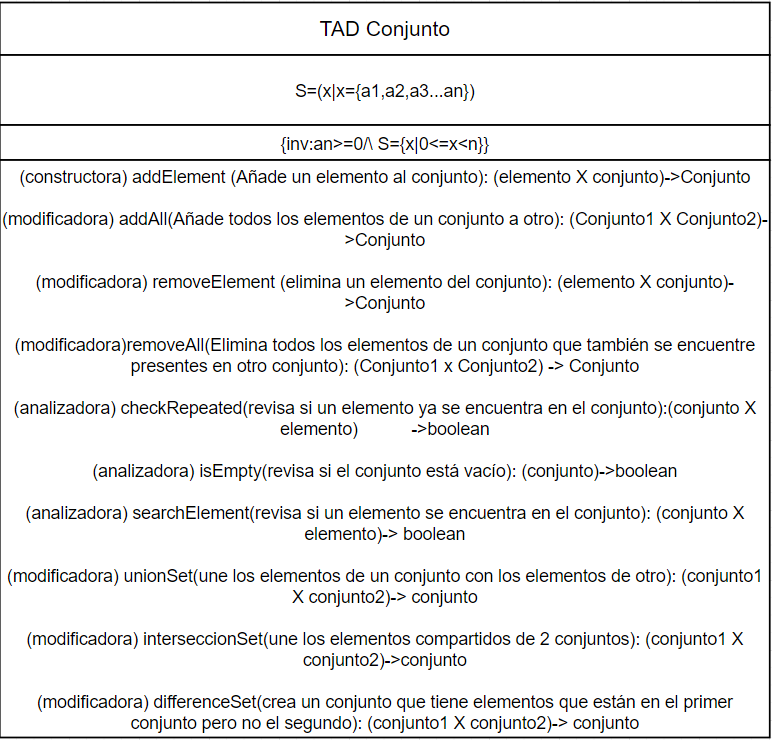 TAD Conjunto
S=(x|x={a1,a2,a3...an})
{inv:an>=0/\ S={x|0<=x<n}}
(constructora) addElement (Añade un elemento al conjunto): (elemento X conjunto)->Conjunto
(modificadora) addAll(Añade todos los elementos de un conjunto a otro): (Conjunto1 X Conjunto2)-
>Conjunto
(modificadora) removeElement (elimina un elemento del conjunto): (elemento X conjunto)-
>Conjunto
(modificadora)removeAll(Elimina todos los elementos de un conjunto que también se encuentre
presentes en otro conjunto): (Conjunto1 x Conjunto2) -> Conjunto
(analizadora) checkRepeated(revisa si un elemento ya se encuentra en el conjunto):(conjunto X
elemento) ->boolean
(analizadora) isEmpty(revisa si el conjunto está vacío): (conjunto)->boolean
(analizadora) searchElement(revisa si un elemento se encuentra en el conjunto): (conjunto X
elemento)-> boolean
(modificadora) unionSet(une los elementos de un conjunto con los elementos de otro): (conjunto1
X conjunto2)-> conjunto
(modificadora) interseccionSet(une los elementos compartidos de 2 conjuntos): (conjunto1 X
conjunto2)->conjunto
(modificadora) differenceSet(crea un conjunto que tiene elementos que están en el primer
conjunto pero no el segundo): (conjunto1 X conjunto2)-> conjunto